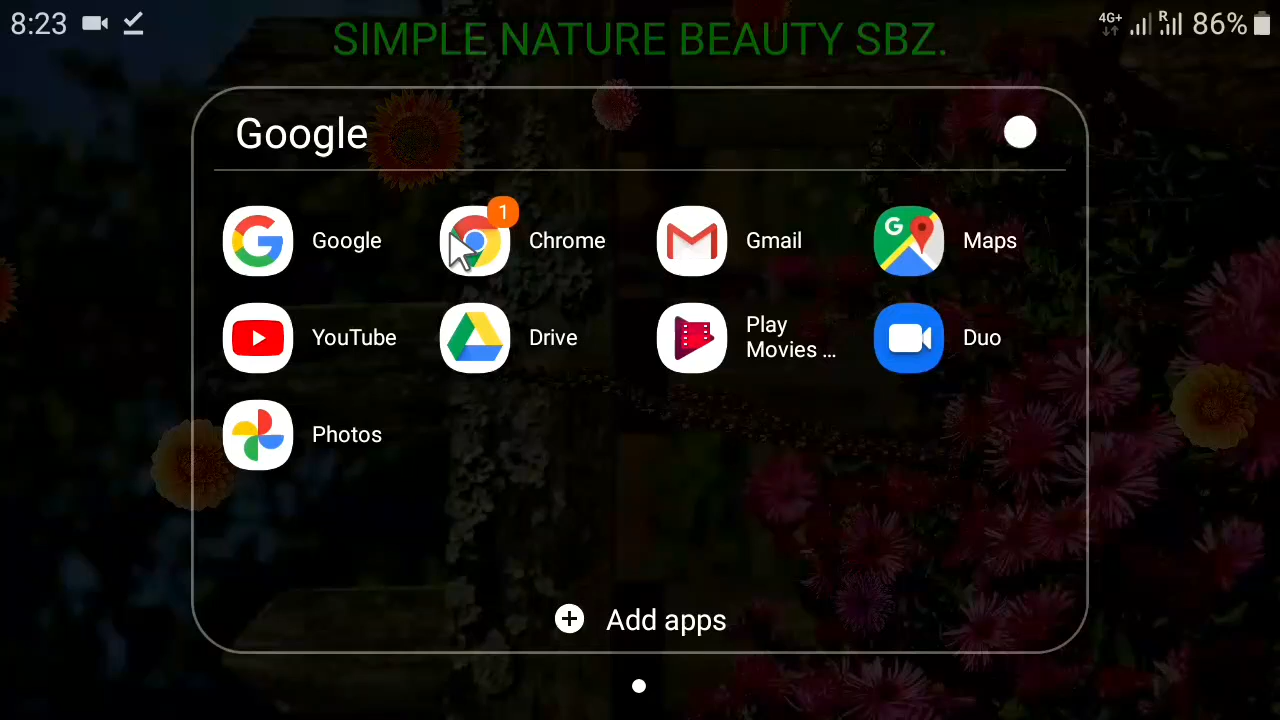 8:23
4G+ R 86%
SIMPLE NATURE BEAUTY SBZ.
Google
Google
1
Chrome
Gmail
G
Maps
YouTube
Drive
Play
Movies ...
Duo
Photos
Add apps